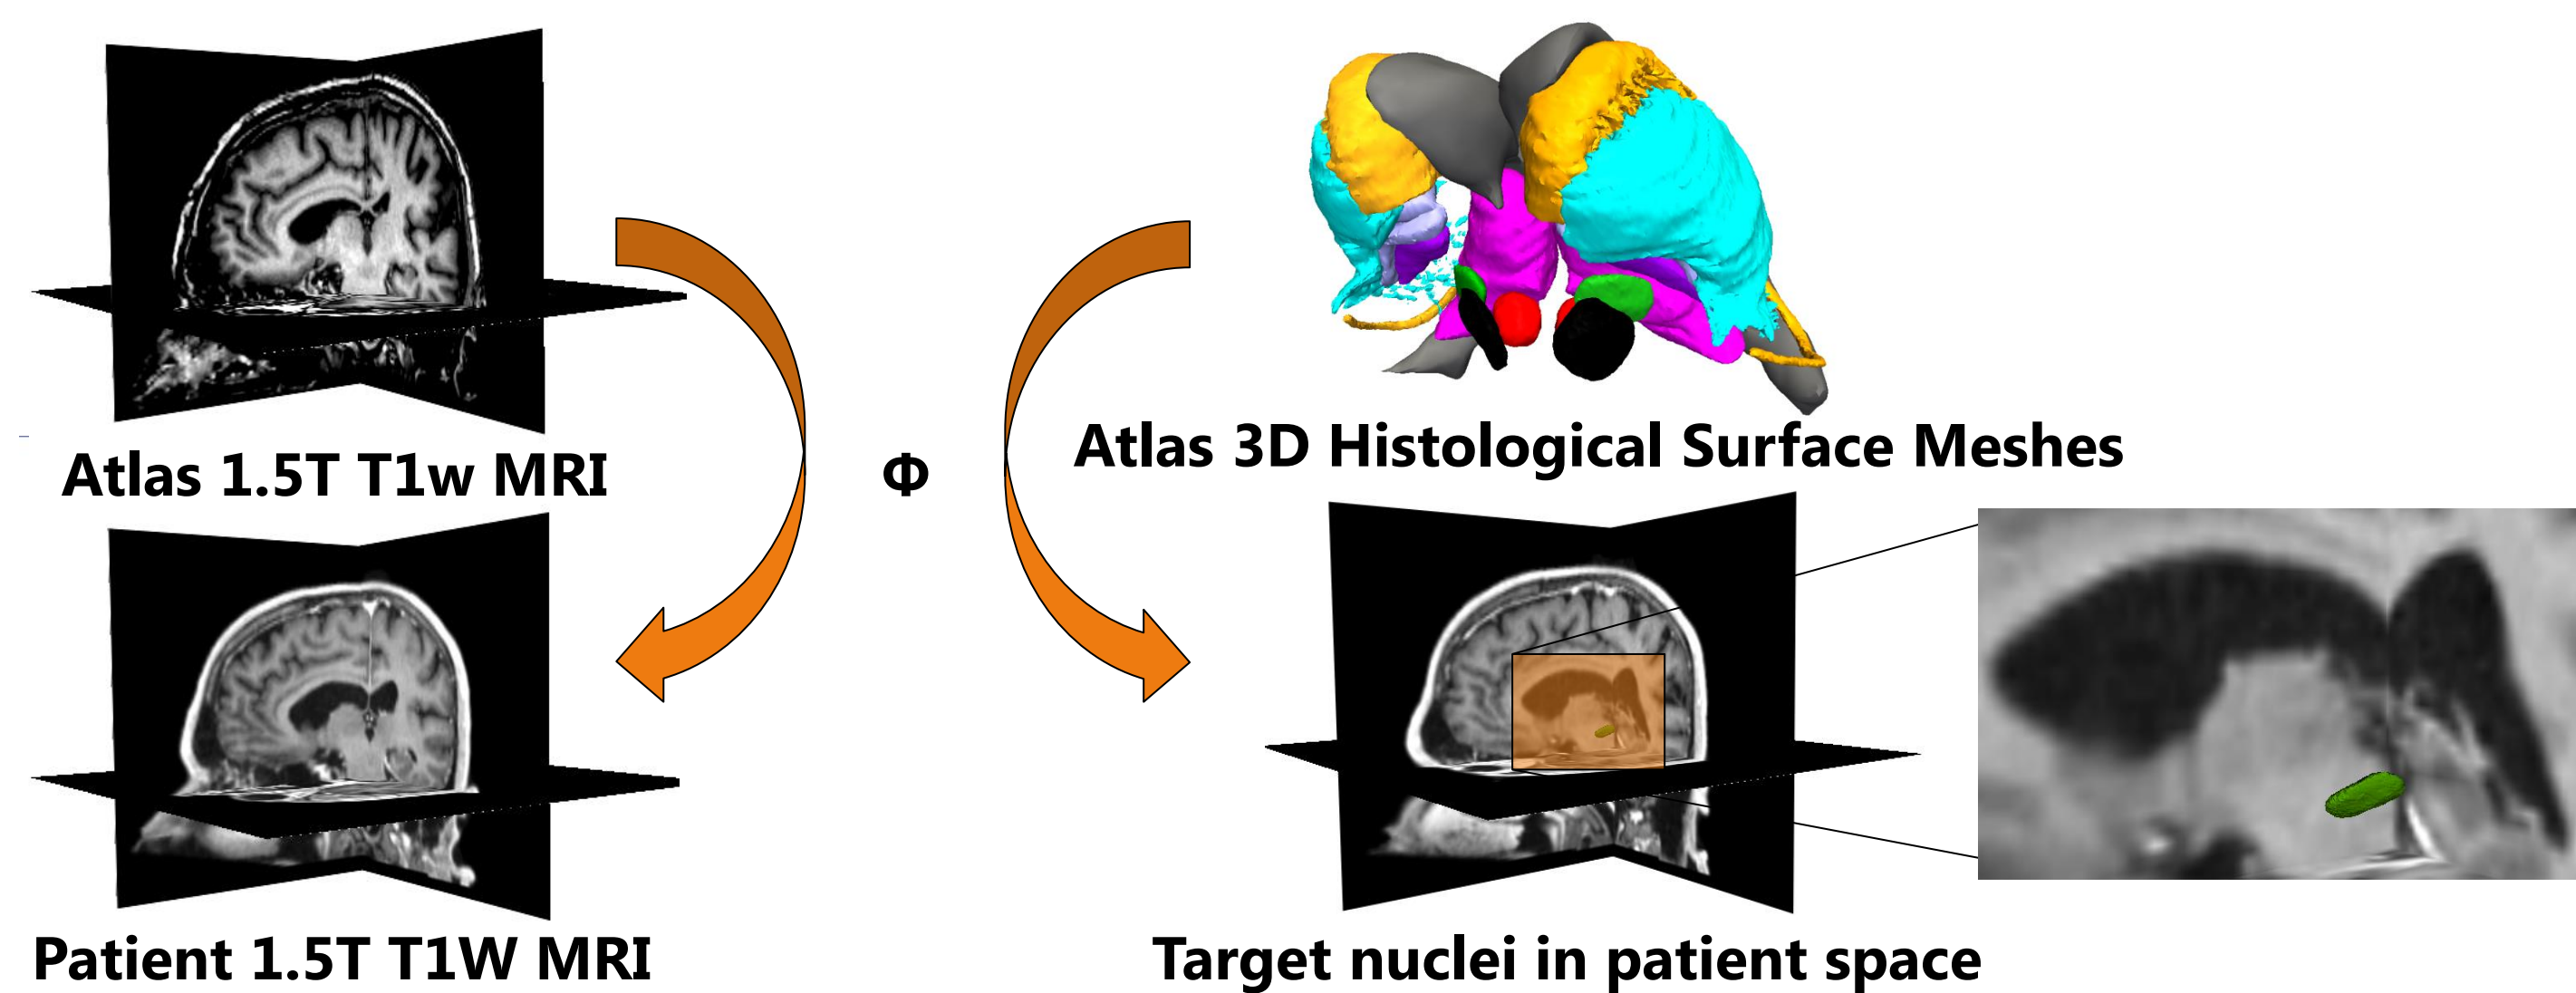 Atlas 1.5T T1w MRI
Φ
Atlas 3D Histological Surface Meshes
Patient 1.5T T1W MRI
Target nuclei in patient space